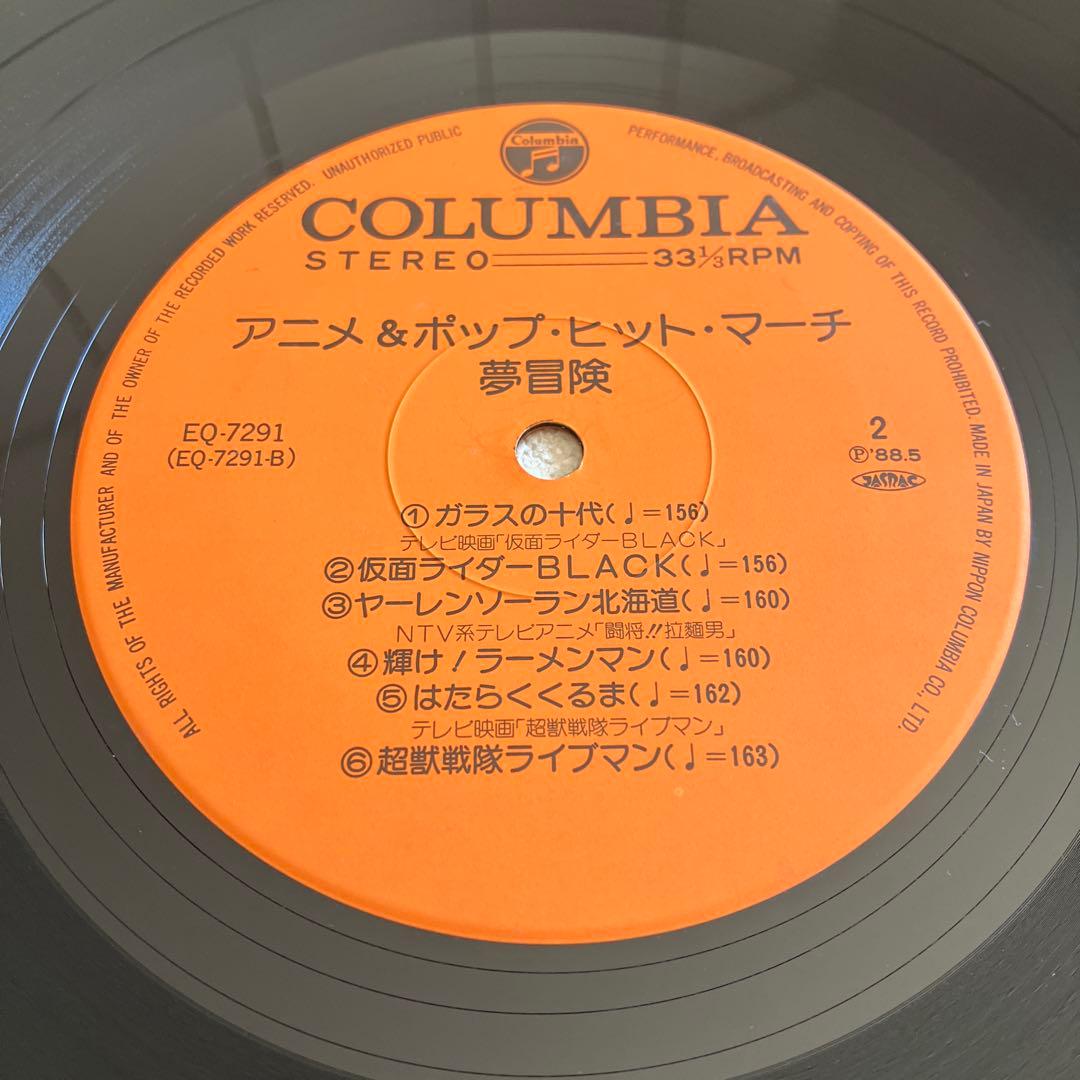 Columbia
COLUMBIA
STEREO 33⅓RPM
アニメ&ポップ・ヒット・マーチ
夢冒険
EQ-7291
(EQ-7291-B)
2
Ⓟ'88.5
JASRAC
①ガラスの十代(♩=156)
テレビ映画「仮面ライダーBLACK」
②仮面ライダーBLACK(♩=156)
③ヤーレンソーラン北海道(♩=160)
NTV系テレビアニメ「闘将!!拉麵男」
④輝け!ラーメンマン(♩=160)
⑤はたらくくるま(♩=162)
テレビ映画「超獣戦隊ライブマン」
⑥超獣戦隊ライブマン(♩=163)
ALL RIGHTS OF THE MANUFACTURER AND OF THE OWNER OF THE RECORDED WORK RESERVED. UNAUTHORIZED PUBLIC PERFORMANCE, BROADCASTING AND COPYING OF THIS RECORD PROHIBITED. MADE IN JAPAN BY NIPPON COLUMBIA CO., LTD.